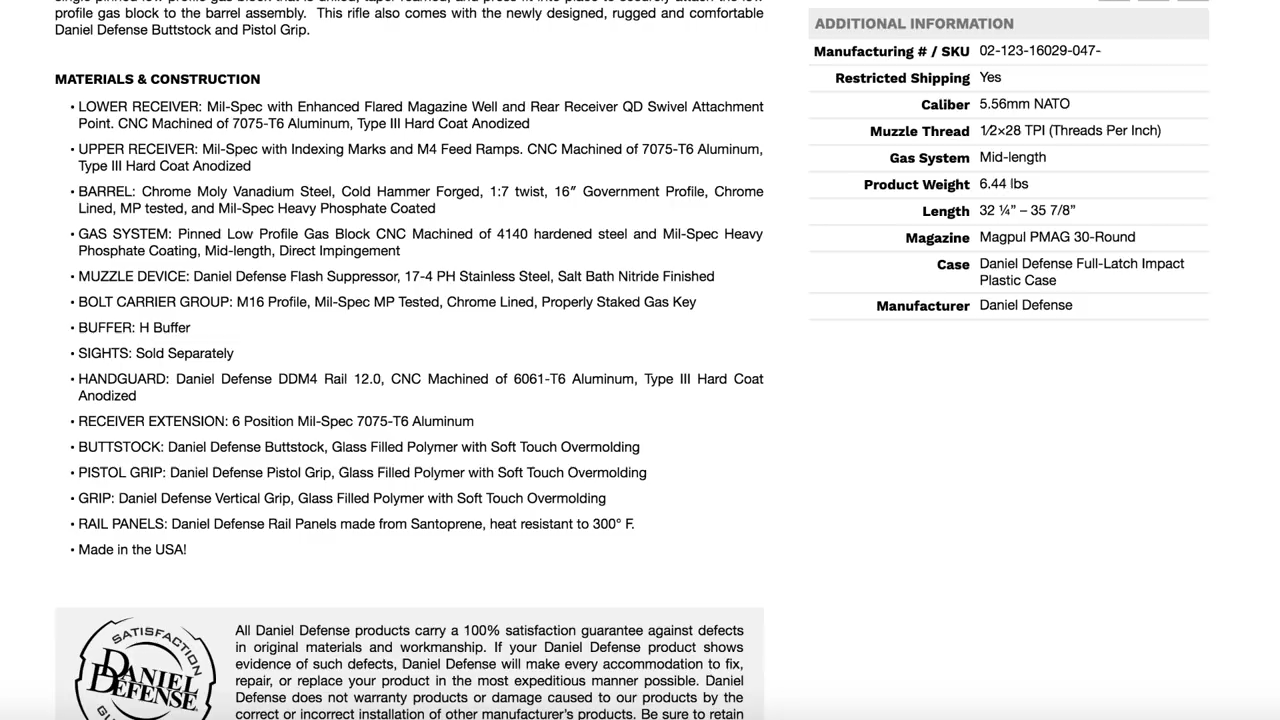 profile gas block to the barrel assembly. This rifle also comes with the newly designed, rugged and comfortable
Daniel Defense Buttstock and Pistol Grip.
MATERIALS & CONSTRUCTION
• LOWER RECEIVER: Mil-Spec with Enhanced Flared Magazine Well and Rear Receiver QD Swivel Attachment
Point. CNC Machined of 7075-T6 Aluminum, Type III Hard Coat Anodized
• UPPER RECEIVER: Mil-Spec with Indexing Marks and M4 Feed Ramps. CNC Machined of 7075-T6 Aluminum,
Type III Hard Coat Anodized
• BARREL: Chrome Moly Vanadium Steel, Cold Hammer Forged, 1:7 twist, 16″ Government Profile, Chrome
Lined, MP tested, and Mil-Spec Heavy Phosphate Coated
• GAS SYSTEM: Pinned Low Profile Gas Block CNC Machined of 4140 hardened steel and Mil-Spec Heavy
Phosphate Coating, Mid-length, Direct Impingement
• MUZZLE DEVICE: Daniel Defense Flash Suppressor, 17-4 PH Stainless Steel, Salt Bath Nitride Finished
• BOLT CARRIER GROUP: M16 Profile, Mil-Spec MP Tested, Chrome Lined, Properly Staked Gas Key
• BUFFER: H Buffer
• SIGHTS: Sold Separately
• HANDGUARD: Daniel Defense DDM4 Rail 12.0, CNC Machined of 6061-T6 Aluminum, Type III Hard Coat
Anodized
• RECEIVER EXTENSION: 6 Position Mil-Spec 7075-T6 Aluminum
• BUTTSTOCK: Daniel Defense Buttstock, Glass Filled Polymer with Soft Touch Overmolding
• PISTOL GRIP: Daniel Defense Pistol Grip, Glass Filled Polymer with Soft Touch Overmolding
• GRIP: Daniel Defense Vertical Grip, Glass Filled Polymer with Soft Touch Overmolding
• RAIL PANELS: Daniel Defense Rail Panels made from Santoprene, heat resistant to 300° F.
• Made in the USA!
SATISFACTION
DANIEL
DEFENSE
All Daniel Defense products carry a 100% satisfaction guarantee against defects
in original materials and workmanship. If your Daniel Defense product shows
evidence of such defects, Daniel Defense will make every accommodation to fix,
repair, or replace your product in the most expeditious manner possible. Daniel
Defense does not warranty products or damage caused to our products by the
correct or incorrect installation of other manufacturer's products. Be sure to retain
ADDITIONAL INFORMATION
Manufacturing # / SKU 02-123-16029-047-
Restricted Shipping Yes
Caliber 5.56mm NATO
Muzzle Thread 1⁄2×28 TPI (Threads Per Inch)
Gas System Mid-length
Product Weight 6.44 lbs
Length 32 ¼” – 35 7/8”
Magazine Magpul PMAG 30-Round
Case Daniel Defense Full-Latch Impact
Plastic Case
Manufacturer Daniel Defense